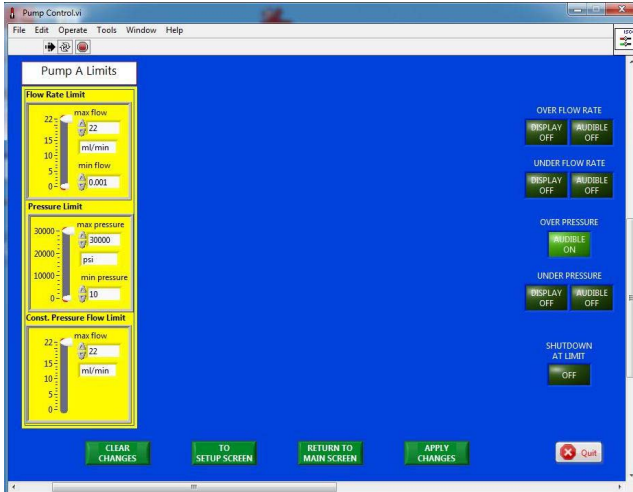 Pump Control.vi
File Edit Operate Tools Window Help
Pump A Limits
Flow Rate Limit
max flow
22
15
10
5
0
22
ml/min
min flow
0.001
Pressure Limit
max pressure
30000
20000
10000
0
30000
psi
min pressure
10
Const. Pressure Flow Limit
max flow
22
15
10
5
0
22
ml/min
OVER FLOW RATE
DISPLAY OFF
AUDIBLE OFF
UNDER FLOW RATE
DISPLAY OFF
AUDIBLE OFF
OVER PRESSURE
AUDIBLE
ON
UNDER PRESSURE
DISPLAY OFF
AUDIBLE OFF
SHUTDOWN
AT LIMIT
OFF
CLEAR
CHANGES
TO
SETUP SCREEN
RETURN TO
MAIN SCREEN
APPLY
CHANGES
Quit